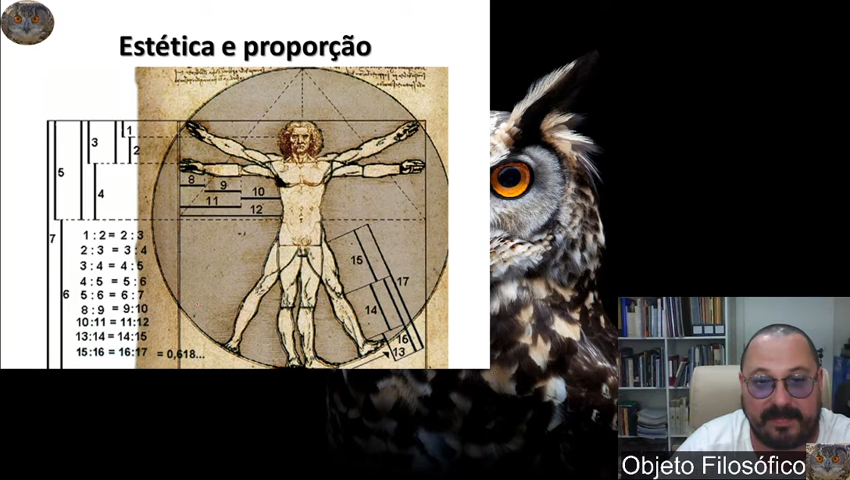 Estética e proporção
1
3
2
5
4
8
9
10
11
12
7
1:2= 2:3
2:3 = 3:4
3:4 = 4:5
4:5 = 5:6
6
5:6 = 6:7
8:9 = 9:10
10:11 = 11:12
13:14 = 14:15
15:16 = 16:17 = 0,618...
15
17
14
16
13
Objeto Filosófico